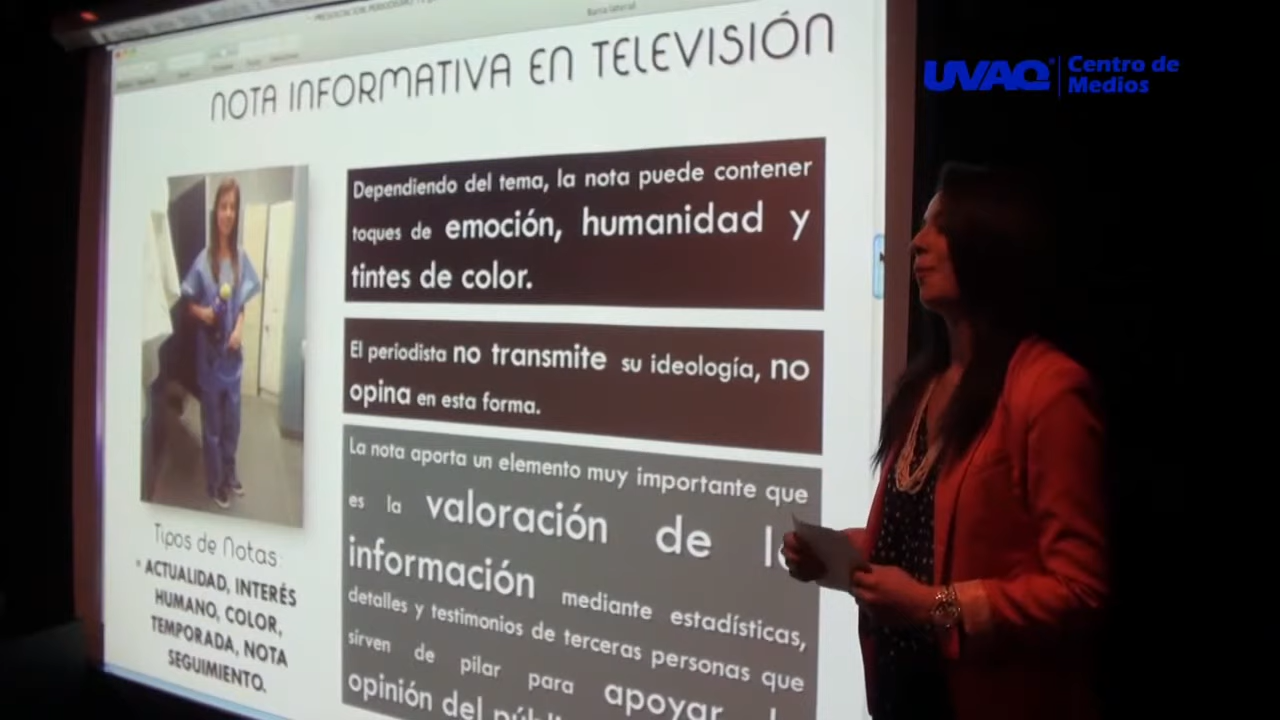 Barra lateral
NOTA INFORMATIVA EN TELEVISIÓN
UVAQ
Centro de
Medios
Dependiendo del tema, la nota puede contener
toques de emoción, humanidad y
tintes de color.
El periodista no transmite su ideología, no
opina en esta forma.
La nota aporta un elemento muy importante que
es la valoración de
información mediante estadísticas,
detalles y testimonios de terceras personas que
sirven de pilar para apoyar
opinión del
Tipos de Notas:
* ACTUALIDAD, INTERÉS
HUMANO, COLOR,
TEMPORADA, NOTA
SEGUIMIENTO.